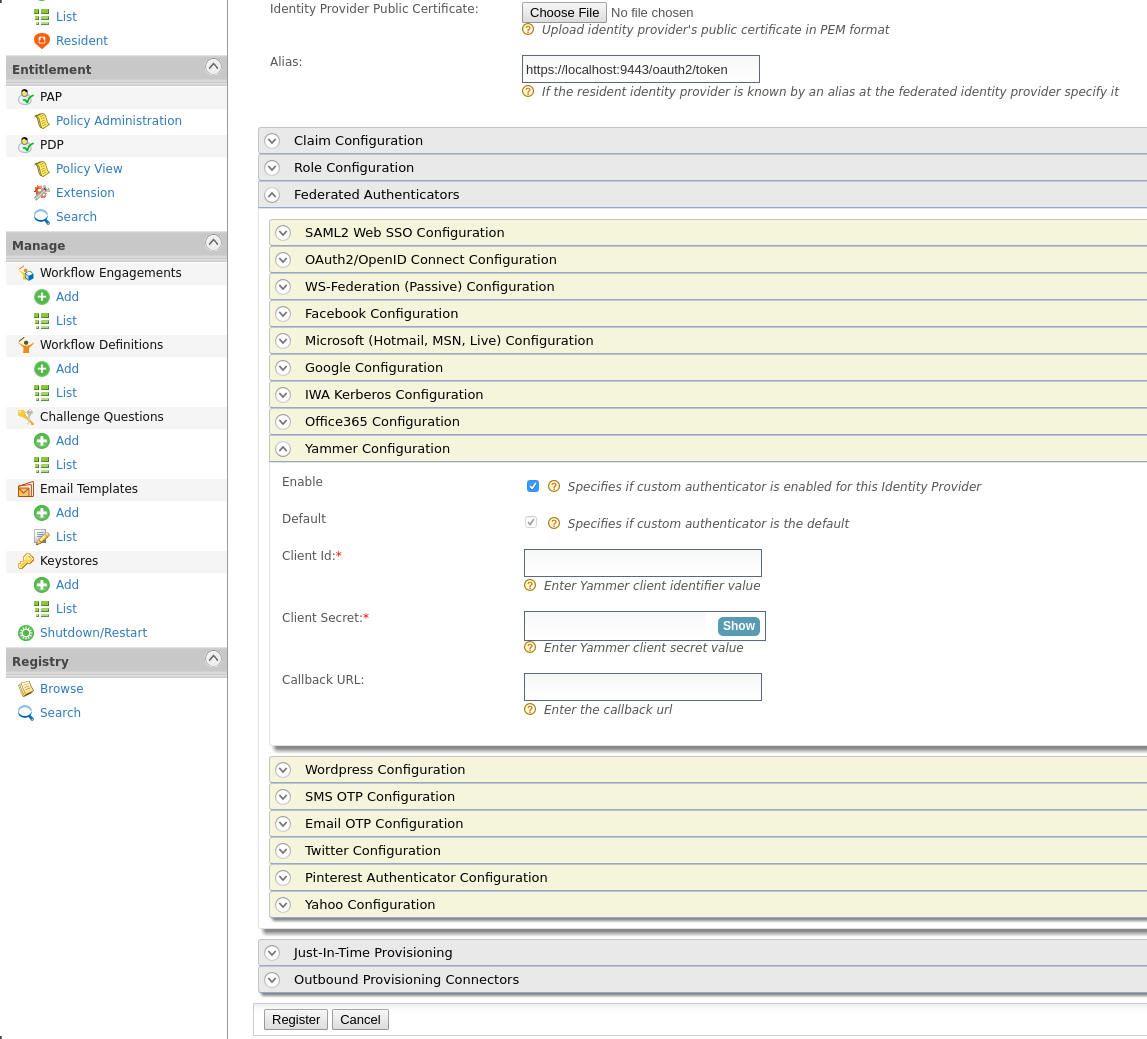 List
Resident
Entitlement
PAP
Policy Administration
PDP
Policy View
Extension
Search
Manage
Workflow Engagements
Add
List
Workflow Definitions
Add
List
Challenge Questions
Add
List
Email Templates
Add
List
Keystores
Add
List
Shutdown/Restart
Registry
Browse
Search
Identity Provider Public Certificate: Choose File No file chosen
Upload identity provider's public certificate in PEM format
Alias: https://localhost:9443/oauth2/token
If the resident identity provider is known by an alias at the federated identity provider specify it
Claim Configuration
Role Configuration
Federated Authenticators
SAML2 Web SSO Configuration
OAuth2/OpenID Connect Configuration
WS-Federation (Passive) Configuration
Facebook Configuration
Microsoft (Hotmail, MSN, Live) Configuration
Google Configuration
IWA Kerberos Configuration
Office365 Configuration
Yammer Configuration
Enable Specifies if custom authenticator is enabled for this Identity Provider
Default Specifies if custom authenticator is the default
Client Id:*
Enter Yammer client identifier value
Client Secret:* Show
Enter Yammer client secret value
Callback URL:
Enter the callback url
Wordpress Configuration
SMS OTP Configuration
Email OTP Configuration
Twitter Configuration
Pinterest Authenticator Configuration
Yahoo Configuration
Just-In-Time Provisioning
Outbound Provisioning Connectors
Register Cancel